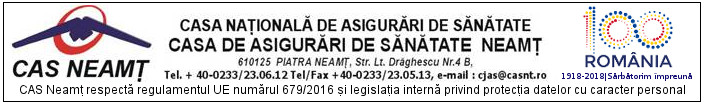 CASA NAȚIONALĂ DE ASIGURĂRI DE SĂNĂTATE
CASA DE ASIGURĂRI DE SĂNĂTATE NEAMȚ
610125 PIATRA NEAMȚ, Str. Lt. Drăghescu Nr.4 B,
Tel. + 40-0233/23.06.12 Tel/Fax +40-0233/23.05.13, e-mail : cjas@casnt.ro
CAS NEAMȚ
100
ROMÂNIA
1918-2018|Sărbătorim împreună
CAS Neamț respectă regulamentul UE numărul 679/2016 și legislația internă privind protecția datelor cu caracter personal